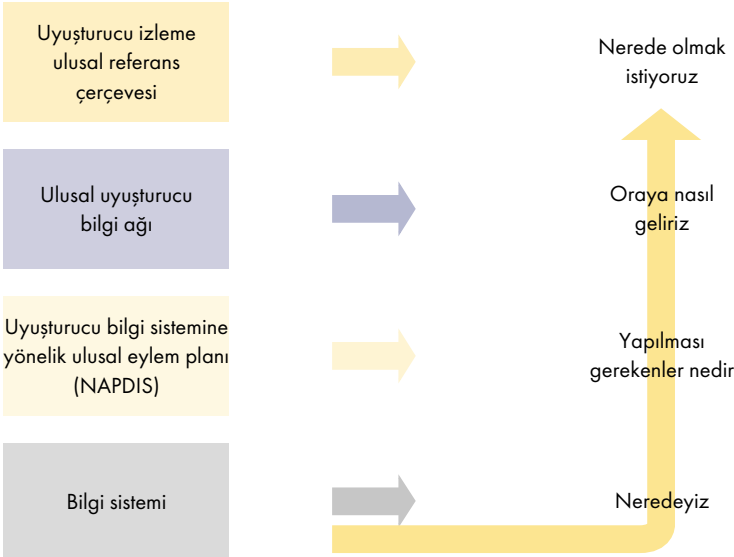 Uyuşturucu izleme
ulusal referans
çerçevesi
Nerede olmak
istiyoruz
Ulusal uyuşturucu
bilgi ağı
Oraya nasıl
geliriz
Uyuşturucu bilgi sistemine
yönelik ulusal eylem planı
(NAPDIS)
Yapılması
gerekenler nedir
Bilgi sistemi
Neredeyiz